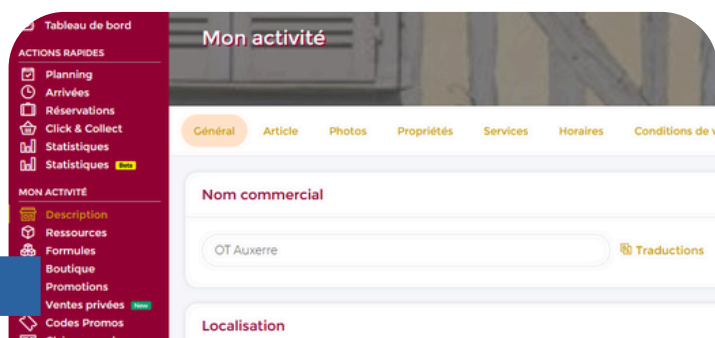 Tableau de bord
ACTIONS RAPIDES
Planning
Arrivées
Réservations
Click & Collect
Statistiques
Statistiques Beta
MON ACTIVITÉ
Description
Ressources
Formules
Boutique
Promotions
Ventes privées New
Codes Promos
Mon activité
Général Article Photos Propriétés Services Horaires Conditions de
Nom commercial
OT Auxerre
Traductions
Localisation